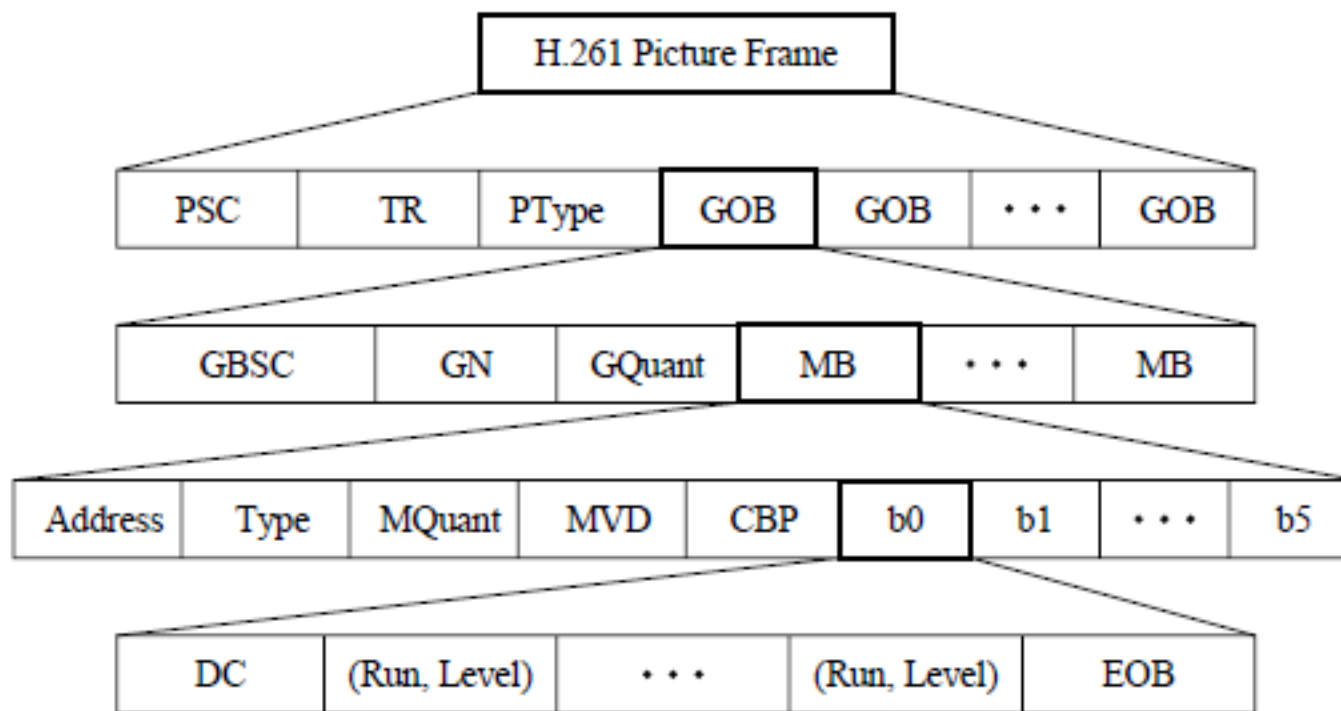 H.261 Picture Frame
PSC TR PType GOB GOB • • • GOB
GBSC GN GQuant MB • • • MB
Address Type MQuant MVD CBP b0 b1 • • • b5
DC (Run, Level) • • • (Run, Level) EOB